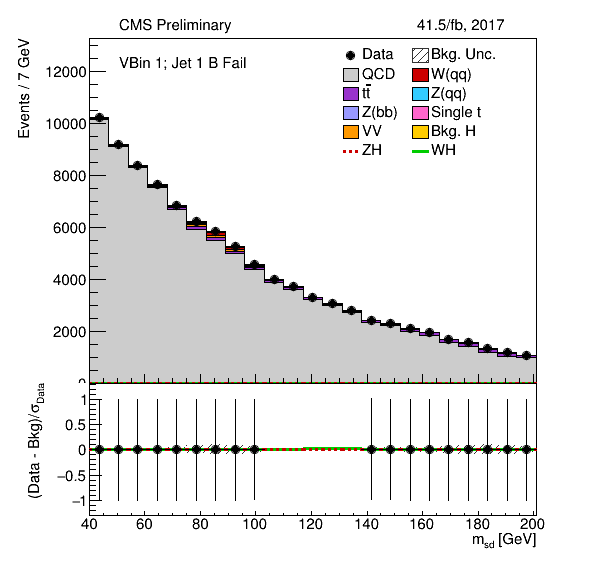 CMS Preliminary 41.5/fb, 2017
VBin 1; Jet 1 B Fail
Data
Bkg. Unc.
QCD
W(qq)
tt̄
Z(qq)
Z(bb)
Single t
VV
Bkg. H
ZH
WH
Events / 7 GeV
12000
10000
8000
6000
4000
2000
0
(Data - Bkg)/σData
1
0.5
0
−0.5
−1
40 60 80 100 120 140 160 180 200
msd [GeV]